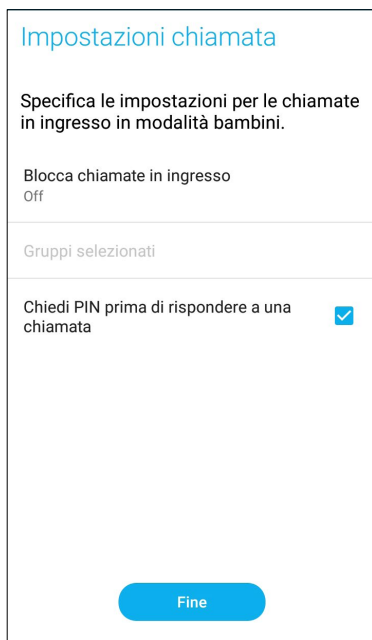 Impostazioni chiamata
Specifica le impostazioni per le chiamate
in ingresso in modalità bambini.
Blocca chiamate in ingresso
Off
Gruppi selezionati
Chiedi PIN prima di rispondere a una
chiamata
Fine